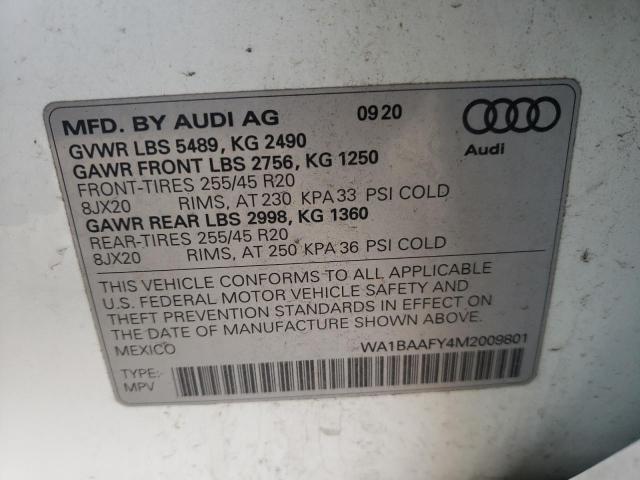 MFD. BY AUDI AG 0920
GVWR LBS 5489, KG 2490
GAWR FRONT LBS 2756, KG 1250
FRONT-TIRES 255/45 R20
8JX20 RIMS, AT 230 KPA 33 PSI COLD
GAWR REAR LBS 2998, KG 1360
REAR-TIRES 255/45 R20
8JX20 RIMS, AT 250 KPA 36 PSI COLD
Audi
THIS VEHICLE CONFORMS TO ALL APPLICABLE
U.S. FEDERAL MOTOR VEHICLE SAFETY AND
THEFT PREVENTION STANDARDS IN EFFECT ON
THE DATE OF MANUFACTURE SHOWN ABOVE.
MEXICO WA1BAAFY4M2009801
TYPE:
MPV